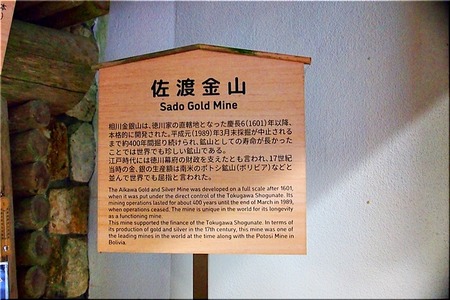 佐渡金山
Sado Gold Mine
相川金銀山は、徳川家の直轄地となった慶長6(1601)年以降、
本格的に開発された。平成元(1989)年3月末採掘が中止される
まで約400年間掘り続けられ、鉱山としての寿命が長かった
ことでは世界でも珍しい鉱山である。
江戸時代には徳川幕府の財政を支えたとも言われ、17世紀
当時の金、銀の生産額は南米のポトシ鉱山(ボリビア)などと
並んで世界でも屈指と言われた。
The Aikawa Gold and Silver Mine was developed on a full scale after 1601,
when it was put under the direct control of the Tokugawa Shogunate. Its
mining operations lasted for about 400 years until the end of March in 1989,
when operations ceased. The mine is unique in the world for its longevity
as a functioning mine.
This mine supported the finance of the Tokugawa Shogunate. In terms of
its production of gold and silver in the 17th century, this mine was one of
the leading mines in the world at the time along with the Potosi Mine in
Bolivia.